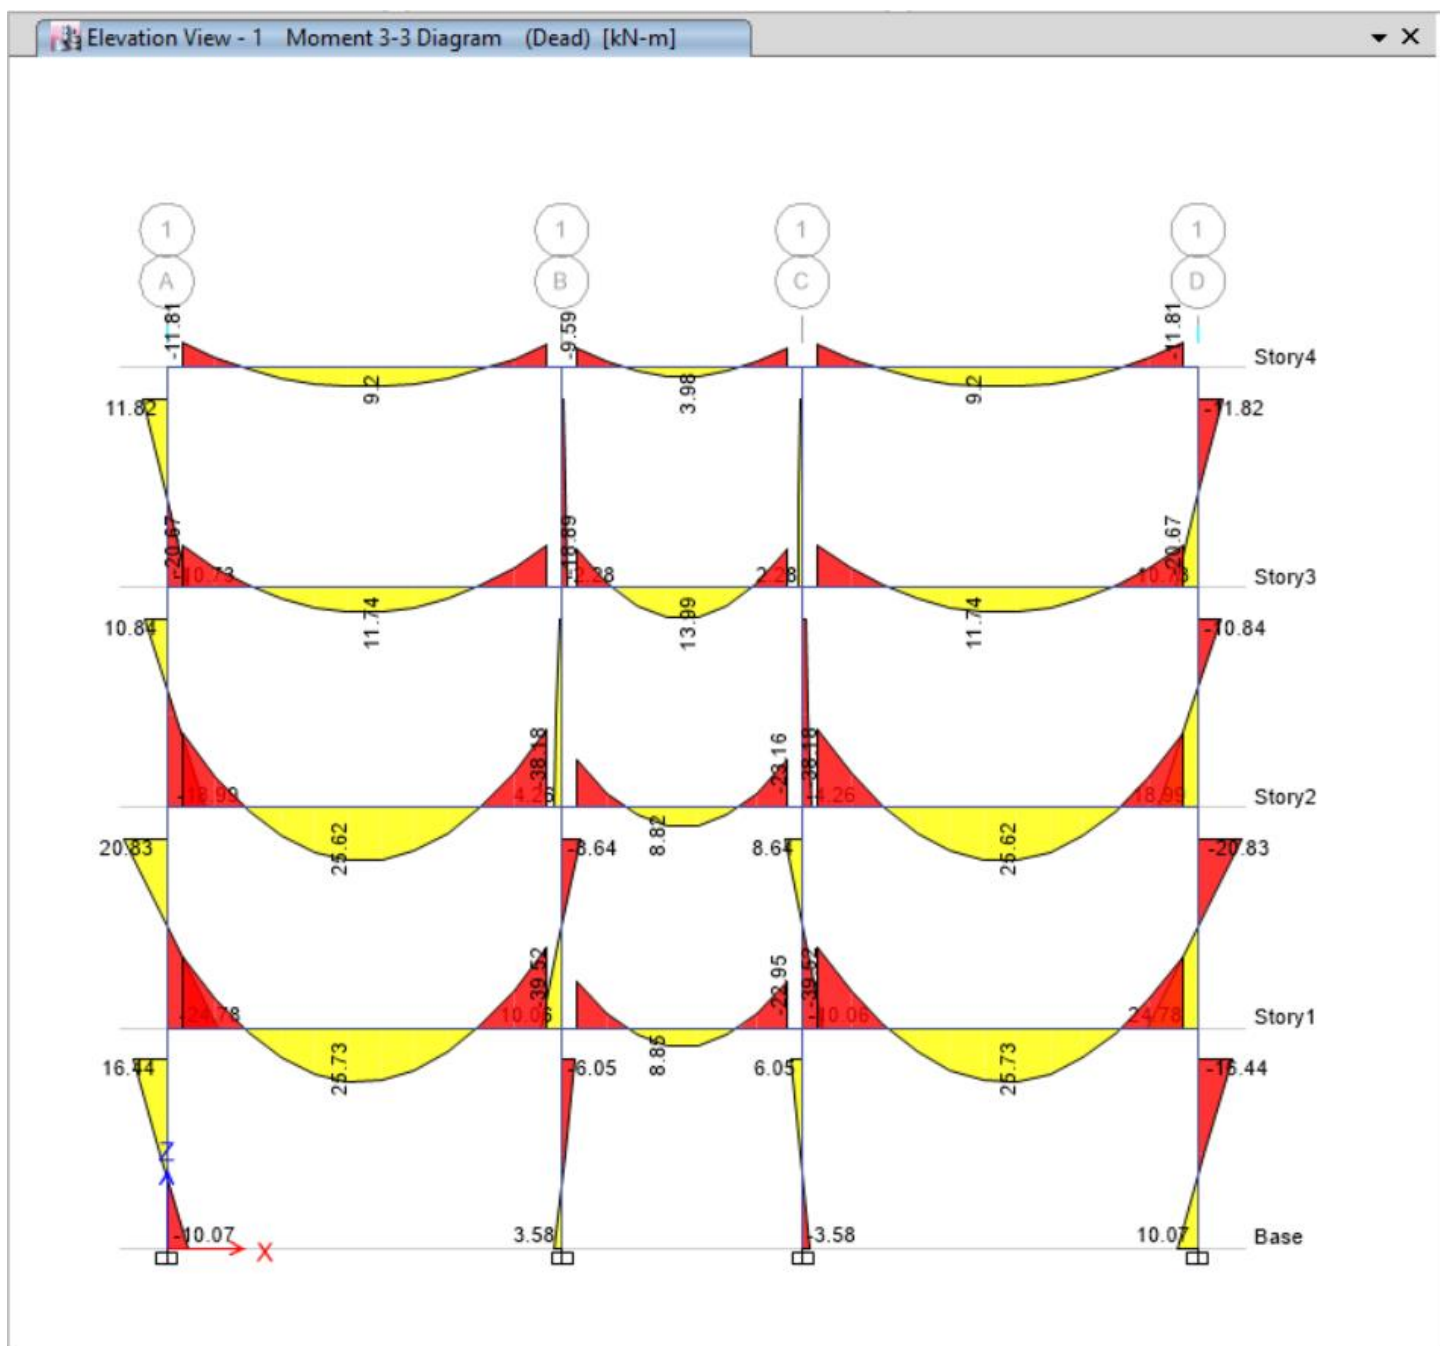 Elevation View - 1 Moment 3-3 Diagram (Dead) [kN-m]
1 1 1 1
A B C D
-11.81 -9.59 -11.81
Story4
9.2 3.98 9.2
11.82 -11.82
-20.67 -18.89 -20.67
-10.73 -2.28 2.28 10.73
Story3
11.74 13.99 11.74
10.84 -10.84
-38.18 -23.16 -38.18
-18.99 4.26 -4.26 18.99
Story2
25.62 8.82 25.62
20.83 -8.64 8.64 -20.83
-39.52 -22.95 -39.52
-24.78 10.06 -10.06 24.78
Story1
25.73 8.85 25.73
16.44 -6.05 6.05 -16.44
Z
-10.07 3.58 -3.58 10.07
Base
X